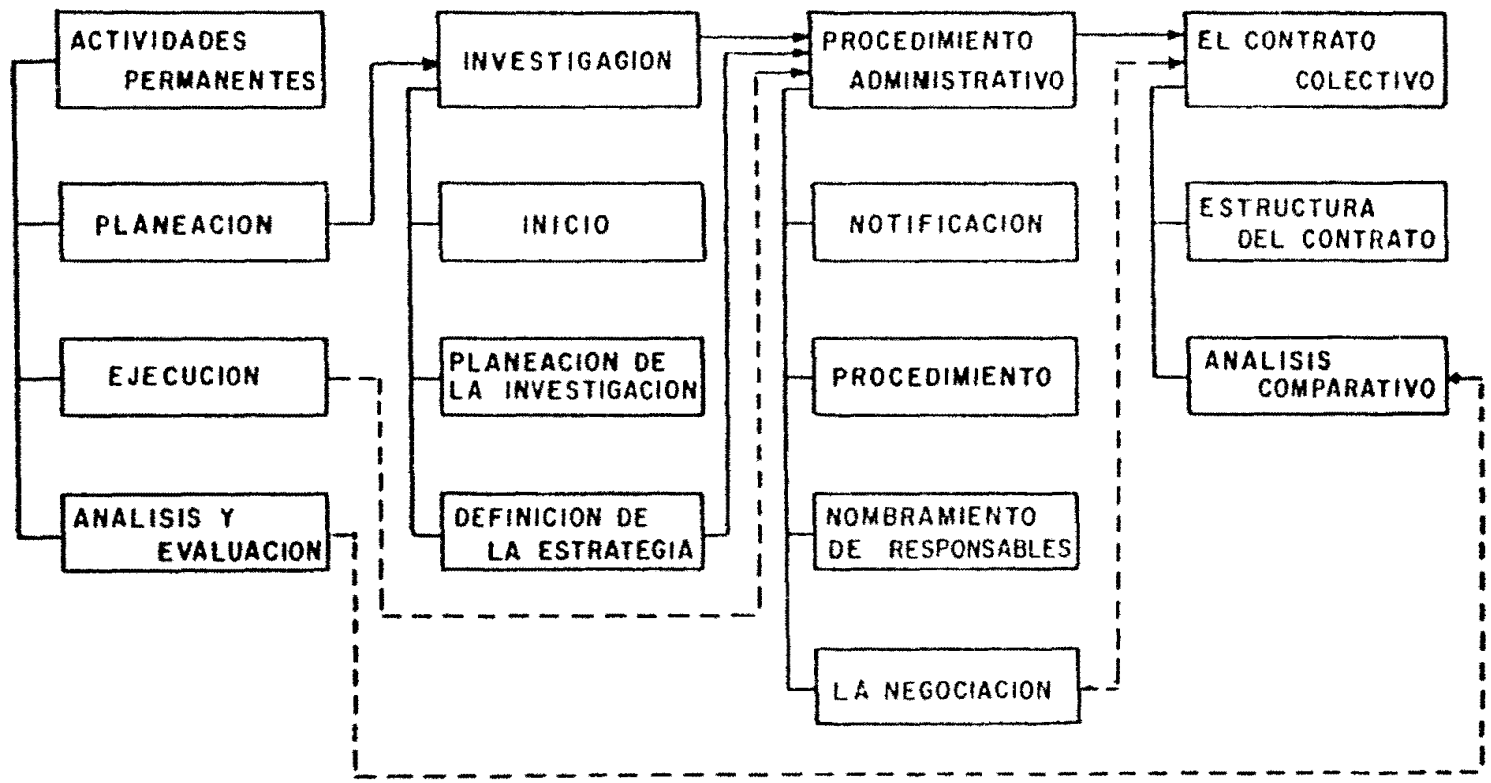 ACTIVIDADES
PERMANENTES
PLANEACION
EJECUCION
ANALISIS Y
EVALUACION
INVESTIGAGION
INICIO
PLANEACION DE
LA INVESTIGACION
DEFINICION DE
LA ESTRATEGIA
PROCEDIMIENTO
ADMINISTRATIVO
NOTIFICACION
PROCEDIMIENTO
NOMBRAMIENTO
DE RESPONSABLES
LA NEGOCIACION
EL CONTRATO
COLECTIVO
ESTRUCTURA
DEL CONTRATO
ANALISIS
COMPARATIVO